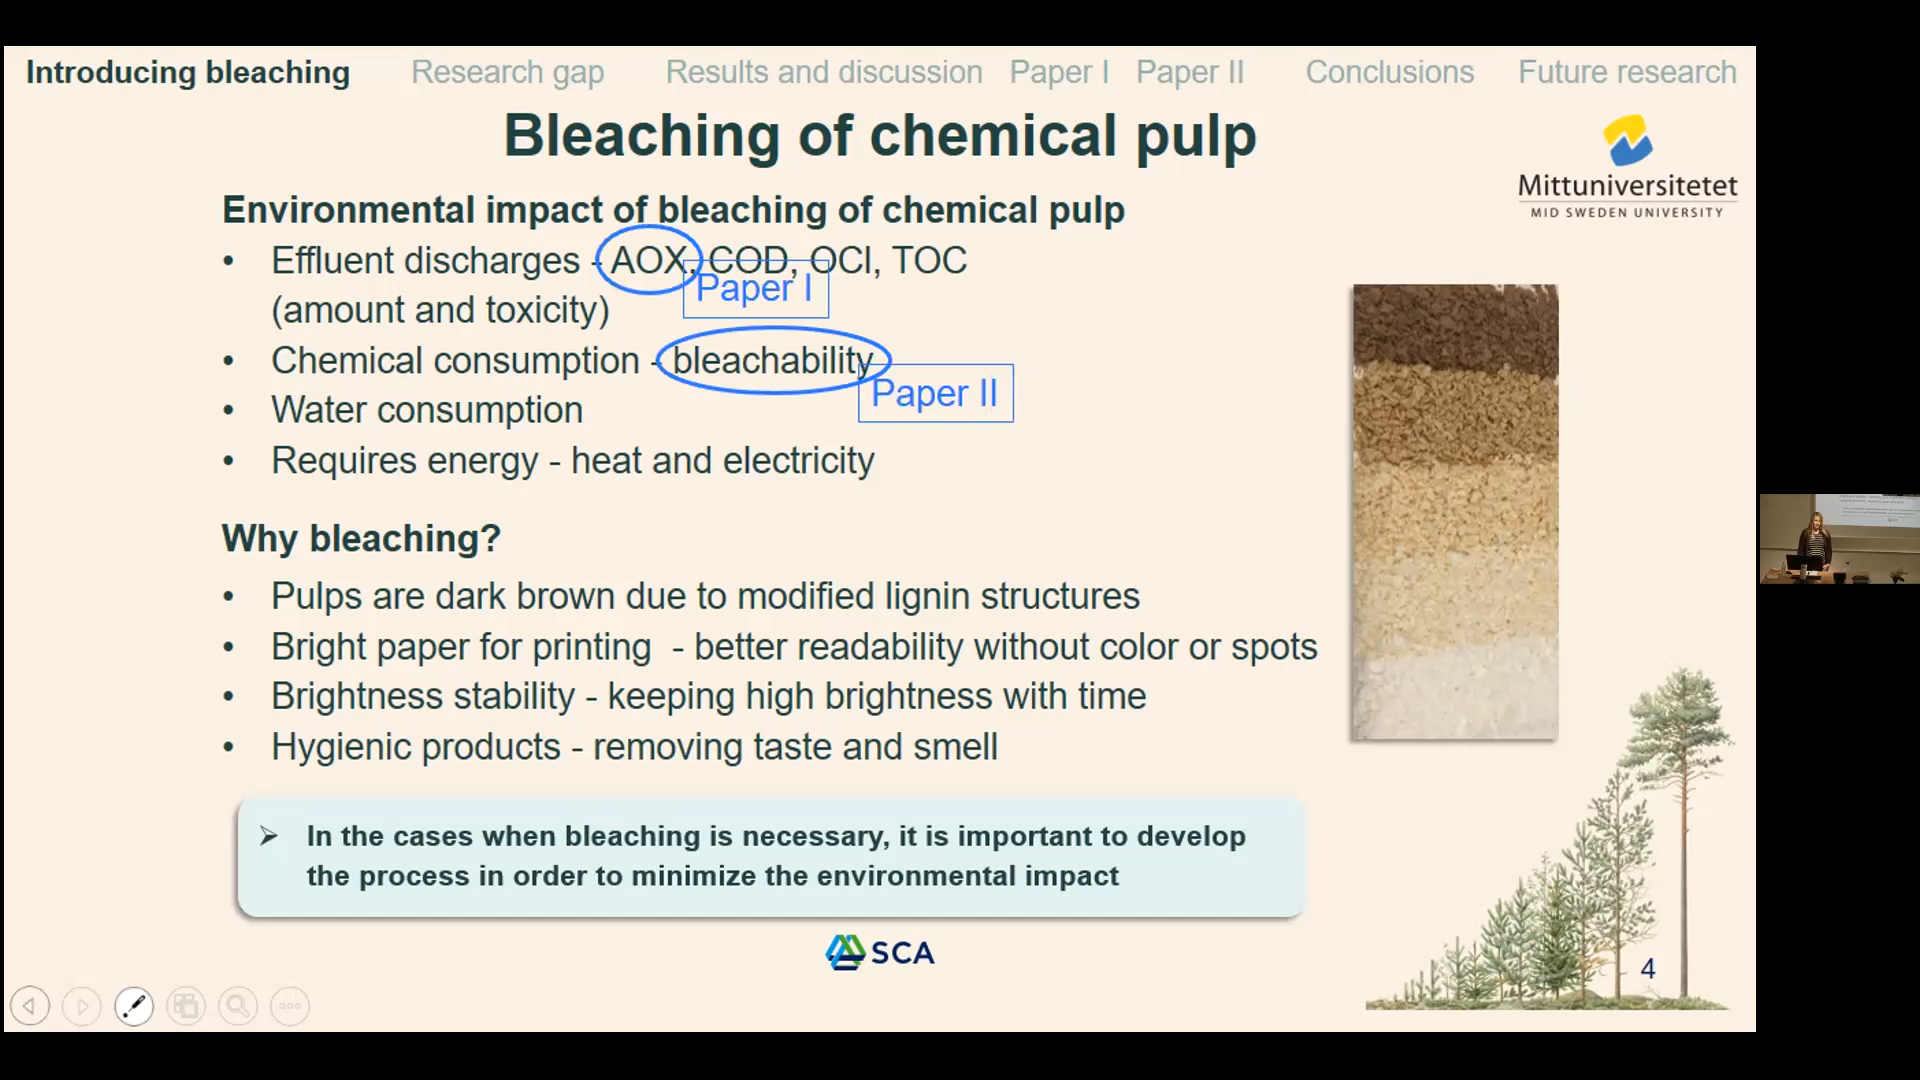 Introducing bleaching Research gap Results and discussion Paper I Paper II Conclusions Future research
Bleaching of chemical pulp
Mittuniversitetet
MID SWEDEN UNIVERSITY
Environmental impact of bleaching of chemical pulp
• Effluent discharges - AOX, COD, OCl, TOC
Paper I
(amount and toxicity)
• Chemical consumption - bleachability
Paper II
• Water consumption
• Requires energy - heat and electricity
Why bleaching?
• Pulps are dark brown due to modified lignin structures
• Bright paper for printing - better readability without color or spots
• Brightness stability - keeping high brightness with time
• Hygienic products - removing taste and smell
➢ In the cases when bleaching is necessary, it is important to develop
the process in order to minimize the environmental impact
SCA
4